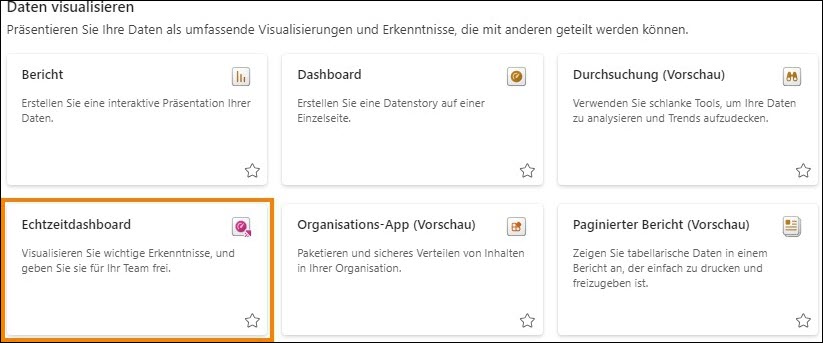 Daten visualisieren
Präsentieren Sie Ihre Daten als umfassende Visualisierungen und Erkenntnisse, die mit anderen geteilt werden können.
Bericht
Erstellen Sie eine interaktive Präsentation Ihrer
Daten.
Dashboard
Erstellen Sie eine Datenstory auf einer
Einzelseite.
Durchsuchung (Vorschau)
Verwenden Sie schlanke Tools, um Ihre Daten
zu analysieren und Trends aufzudecken.
Echtzeitdashboard
Visualisieren Sie wichtige Erkenntnisse, und
geben Sie sie für Ihr Team frei.
Organisations-App (Vorschau)
Paketieren und sicheres Verteilen von Inhalten
in Ihrer Organisation.
Paginierter Bericht (Vorschau)
Zeigen Sie tabellarische Daten in einem
Bericht an, der einfach zu drucken und
freizugeben ist.